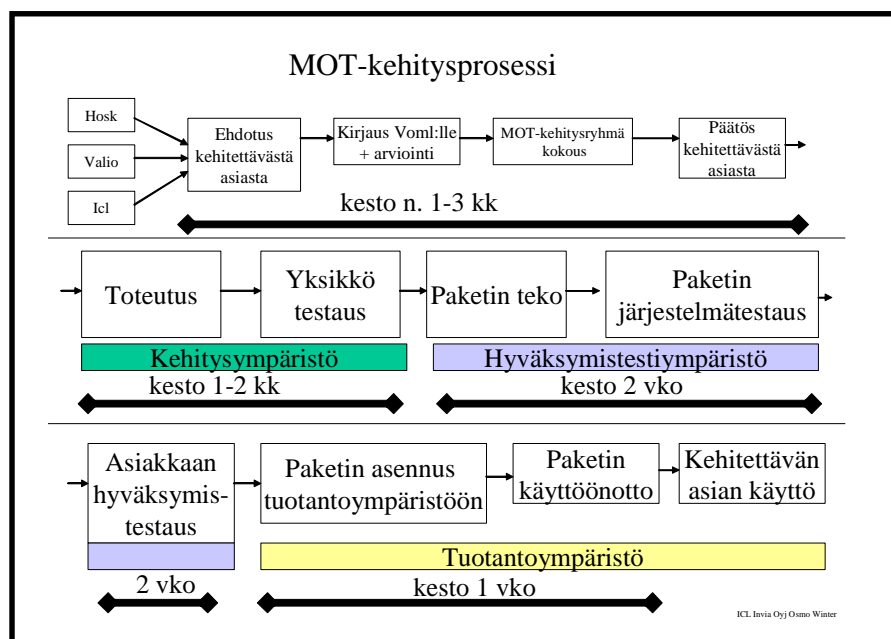 MOT-kehitysprosessi
Hosk
Valio
Icl
Ehdotus
kehitettävästä
asiasta
Kirjaus Voml:lle
+ arviointi
MOT-kehitysryhmä
kokous
Päätös
kehitettävästä
asiasta
kesto n. 1-3 kk
Toteutus
Yksikkö
testaus
Paketin teko
Paketin
järjestelmätestaus
Kehitysympäristö
Hyväksymistestiympäristö
kesto 1-2 kk
kesto 2 vko
Asiakkaan
hyväksymis-
testaus
Paketin asennus
tuotantoympäristöön
Paketin
käyttöönotto
Kehitettävän
asian käyttö
Tuotantoympäristö
2 vko
kesto 1 vko
ICL Invia Oyj Osmo Winter